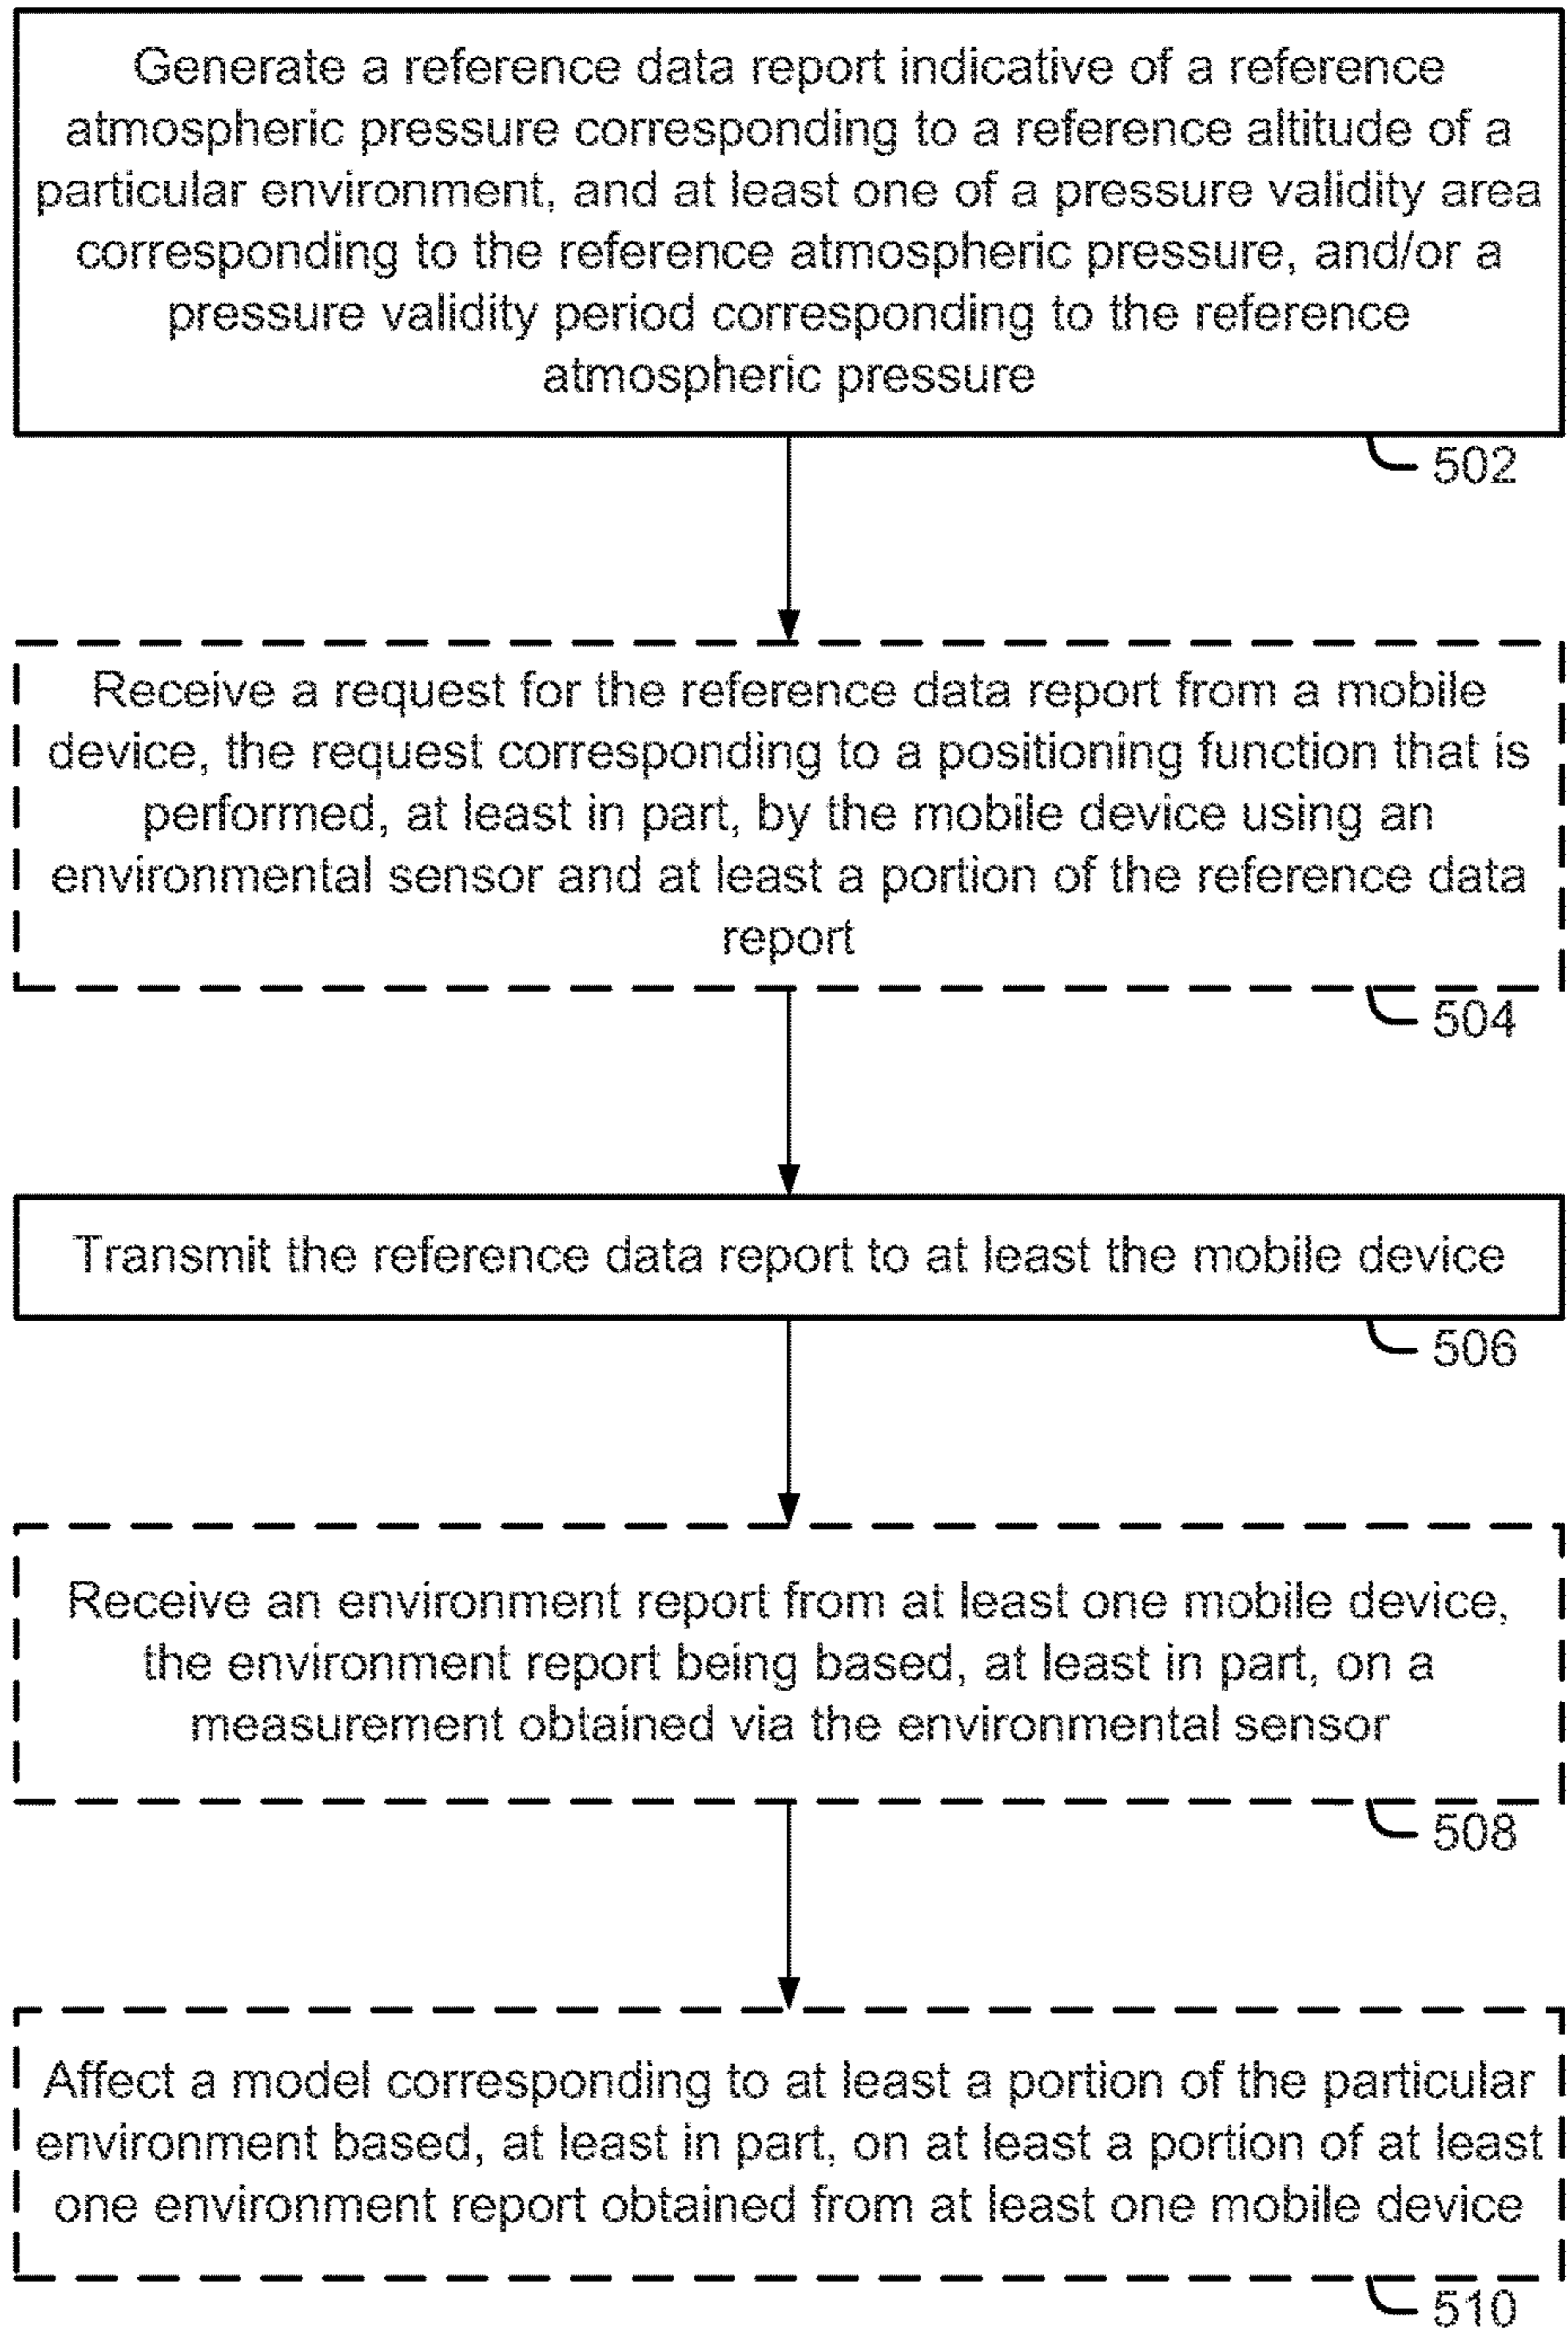 Generate a reference data report indicative of a reference
atmospheric pressure corresponding to a reference altitude of a
particular environment, and at least one of a pressure validity area
corresponding to the reference atmospheric pressure, and/or a
pressure validity period corresponding to the reference
atmospheric pressure
502
Receive a request for the reference data report from a mobile
device, the request corresponding to a positioning function that is
performed, at least in part, by the mobile device using an
environmental sensor and at least a portion of the reference data
report
504
Transmit the reference data report to at least the mobile device
506
Receive an environment report from at least one mobile device,
the environment report being based, at least in part, on a
measurement obtained via the environmental sensor
508
Affect a model corresponding to at least a portion of the particular
environment based, at least in part, on at least a portion of at least
one environment report obtained from at least one mobile device
510